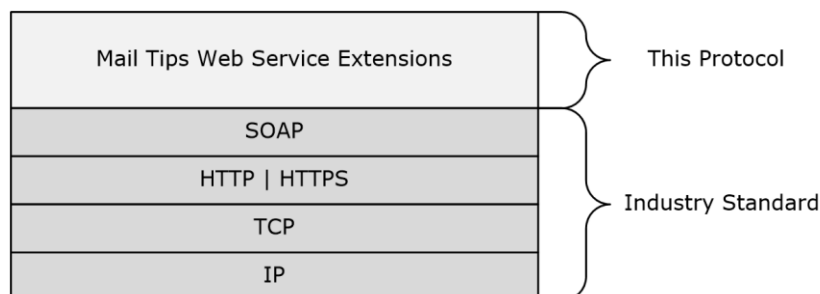 Mail Tips Web Service Extensions
This Protocol
SOAP
HTTP | HTTPS
Industry Standard
TCP
IP